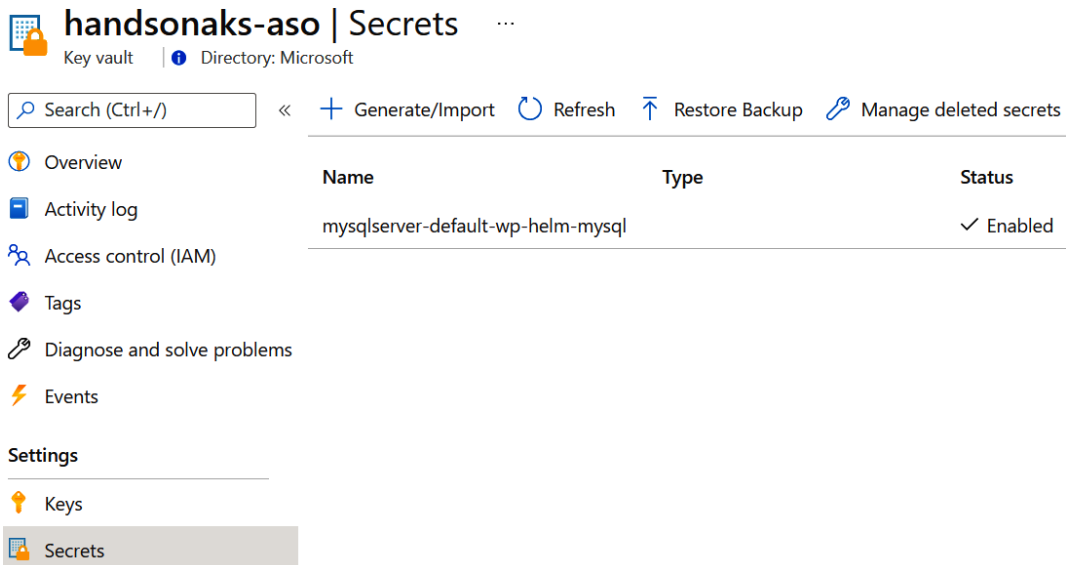 handsonaks-aso | Secrets ...
Key vault | Directory: Microsoft
Search (Ctrl+/) «
Generate/Import Refresh Restore Backup Manage deleted secrets
Overview
Activity log
Access control (IAM)
Tags
Diagnose and solve problems
Events
Settings
Keys
Secrets
Name Type Status
mysqlserver-default-wp-helm-mysql Enabled